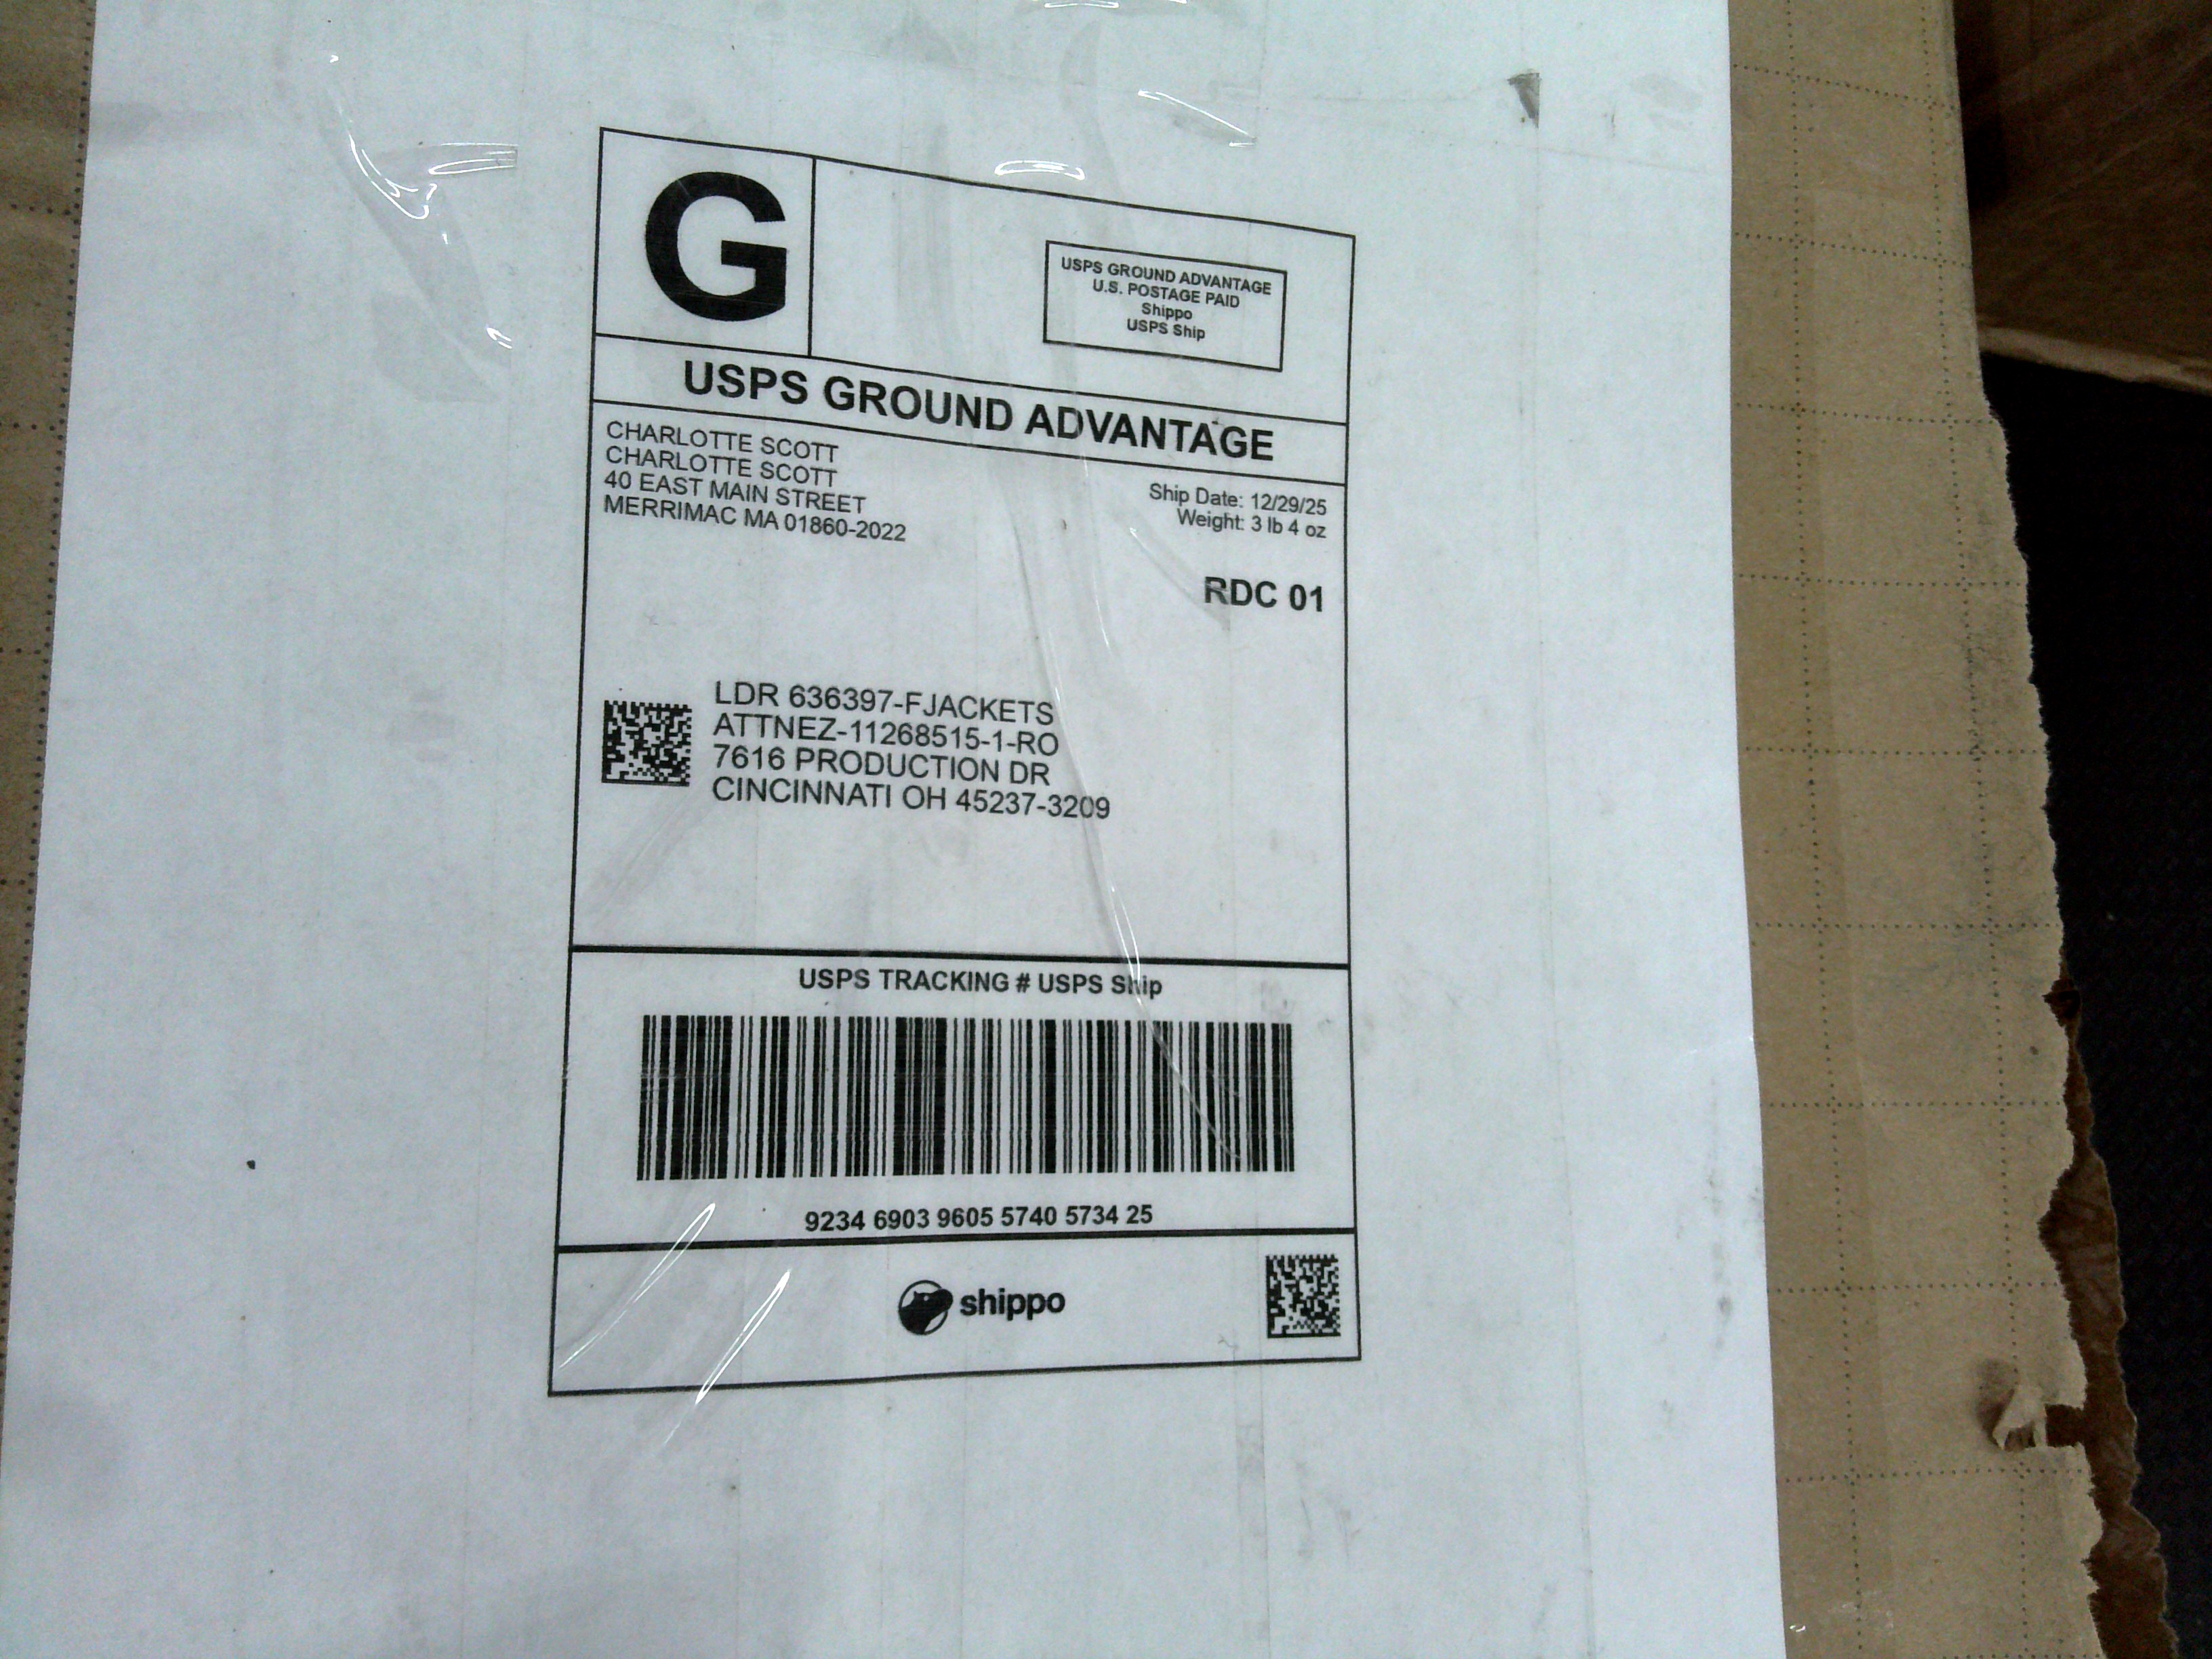 G
USPS GROUND ADVANTAGE
U.S. POSTAGE PAID
Shippo
USPS Ship
USPS GROUND ADVANTAGE
CHARLOTTE SCOTT
CHARLOTTE SCOTT
40 EAST MAIN STREET
MERRIMAC MA 01860-2022
Ship Date: 12/29/25
Weight: 3 lb 4 oz
RDC 01
LDR 636397-FJACKETS
ATTNEZ-11268515-1-RO
7616 PRODUCTION DR
CINCINNATI OH 45237-3209
USPS TRACKING # USPS Ship
9234 6903 9605 5740 5734 25
shippo